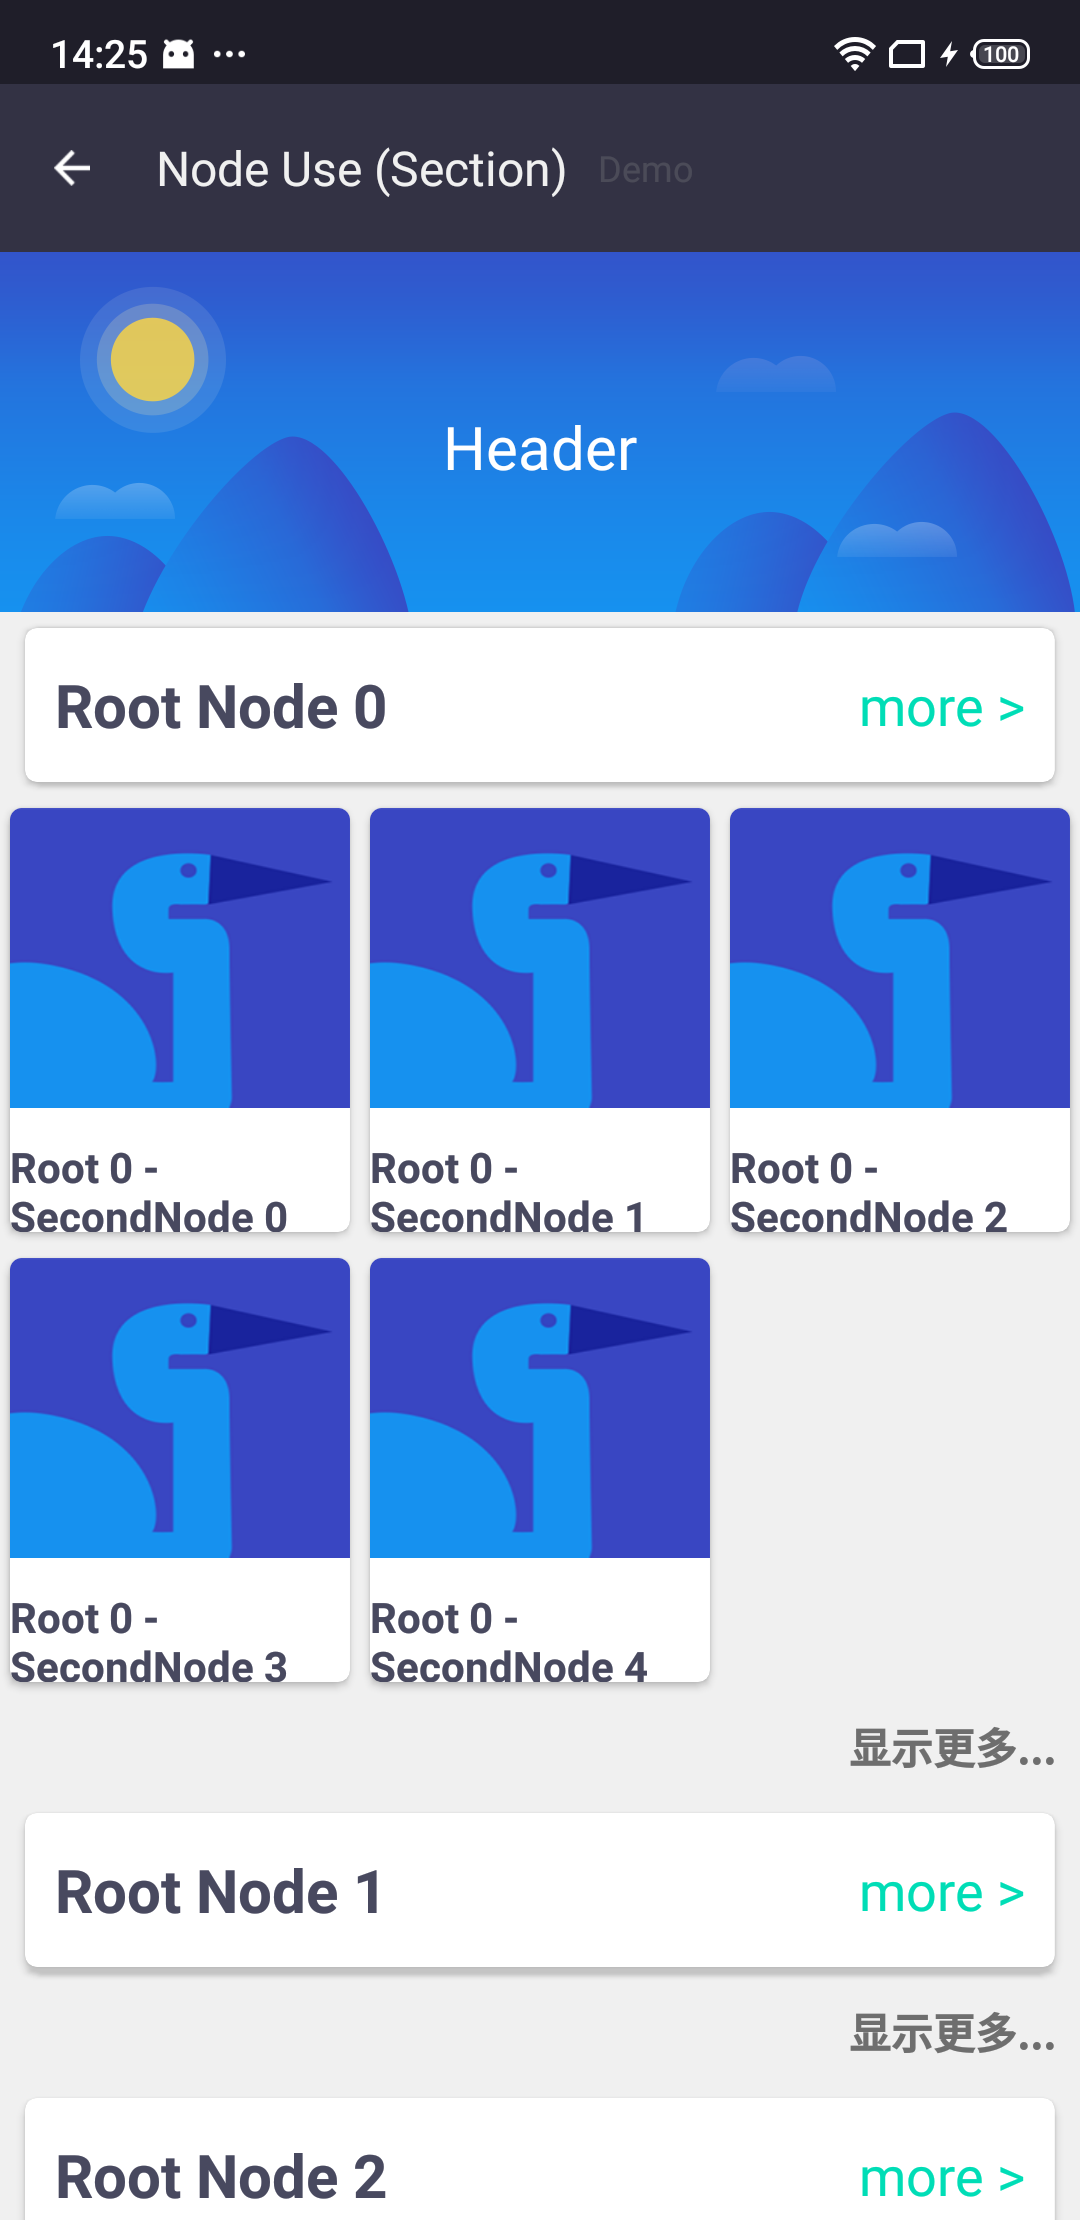 14:25
100
Node Use (Section) Demo
Header
Root Node 0 more >
Root 0 -
SecondNode 0
Root 0 -
SecondNode 1
Root 0 -
SecondNode 2
Root 0 -
SecondNode 3
Root 0 -
SecondNode 4
显示更多...
Root Node 1 more >
显示更多...
Root Node 2 more >